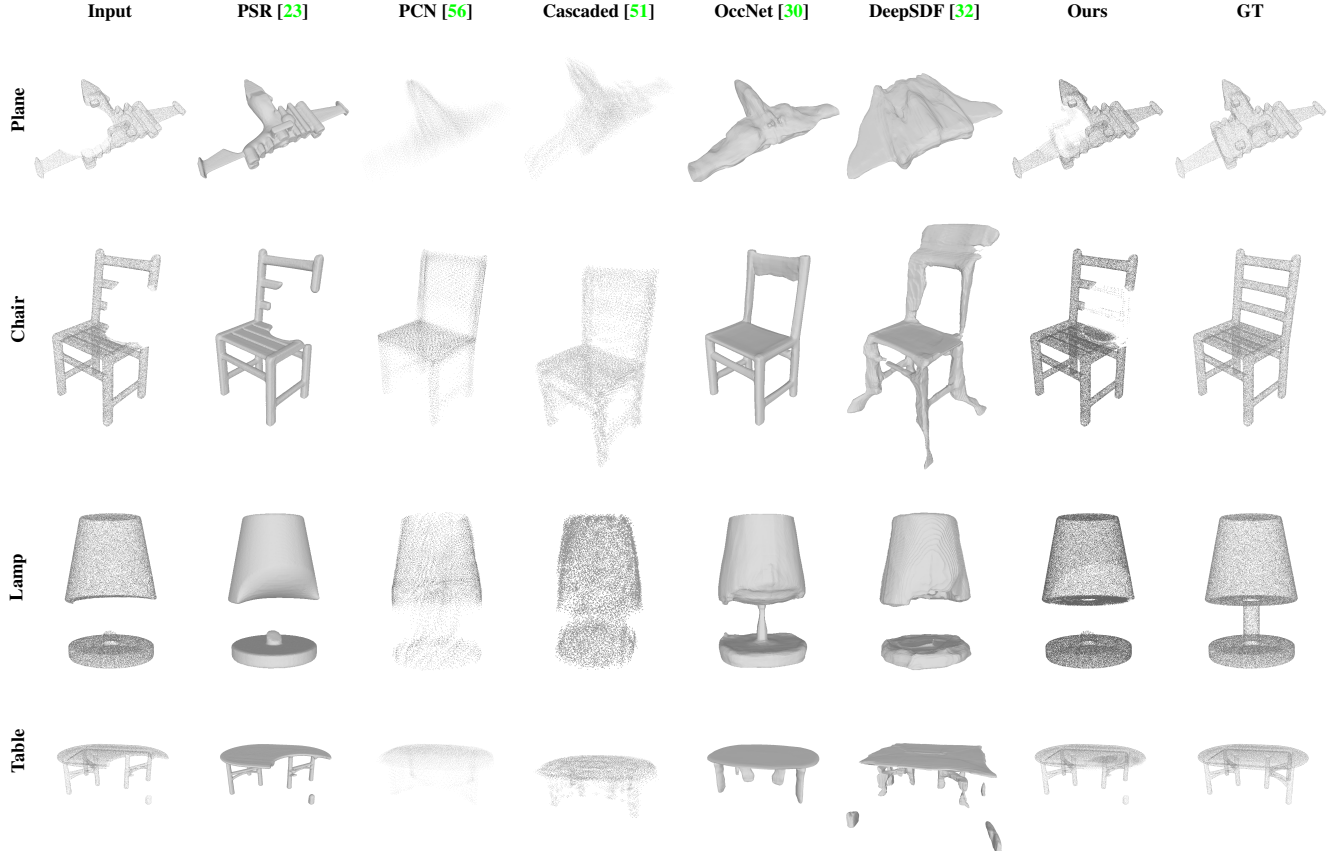 Input PSR [23] PCN [56] Cascaded [51] OccNet [30] DeepSDF [32] Ours GT
Plane
Chair
Lamp
Table